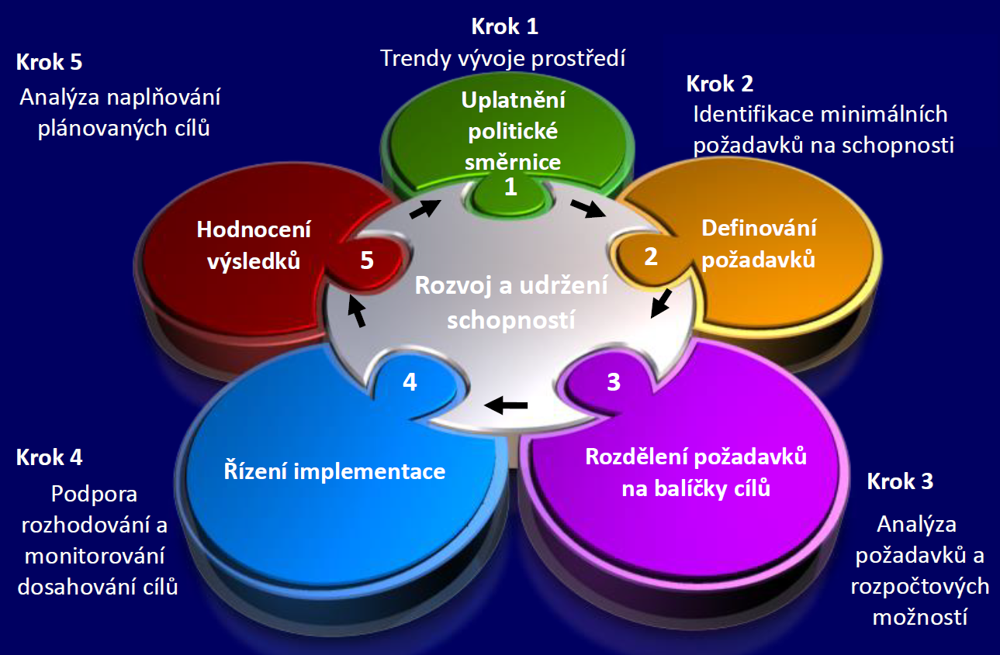 Krok 1
Trendy vývoje prostředí
Uplatnění
politické
směrnice
1
Krok 2
Identifikace minimálních
požadavků na schopnosti
Definování
požadavků
2
Krok 3
Analýza
požadavků a
rozpočtových
možností
Rozdělení požadavků
na balíčky cílů
3
Krok 4
Podpora
rozhodování a
monitorování
dosahování cílů
Řízení implementace
4
Krok 5
Analýza naplňování
plánovaných cílů
Hodnocení
výsledků
5
Rozvoj a udržení
schopností